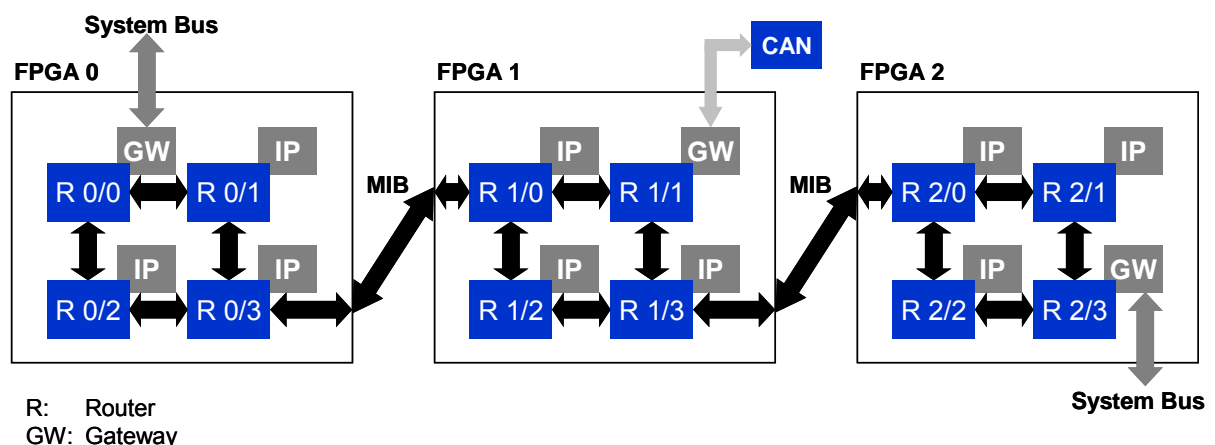 System Bus
CAN
FPGA 0
FPGA 1
FPGA 2
GW
IP
IP
GW
IP
IP
R 0/0
R 0/1
MIB
R 1/0
R 1/1
MIB
R 2/0
R 2/1
IP
IP
IP
IP
IP
GW
R 0/2
R 0/3
R 1/2
R 1/3
R 2/2
R 2/3
System Bus
R: Router
GW: Gateway